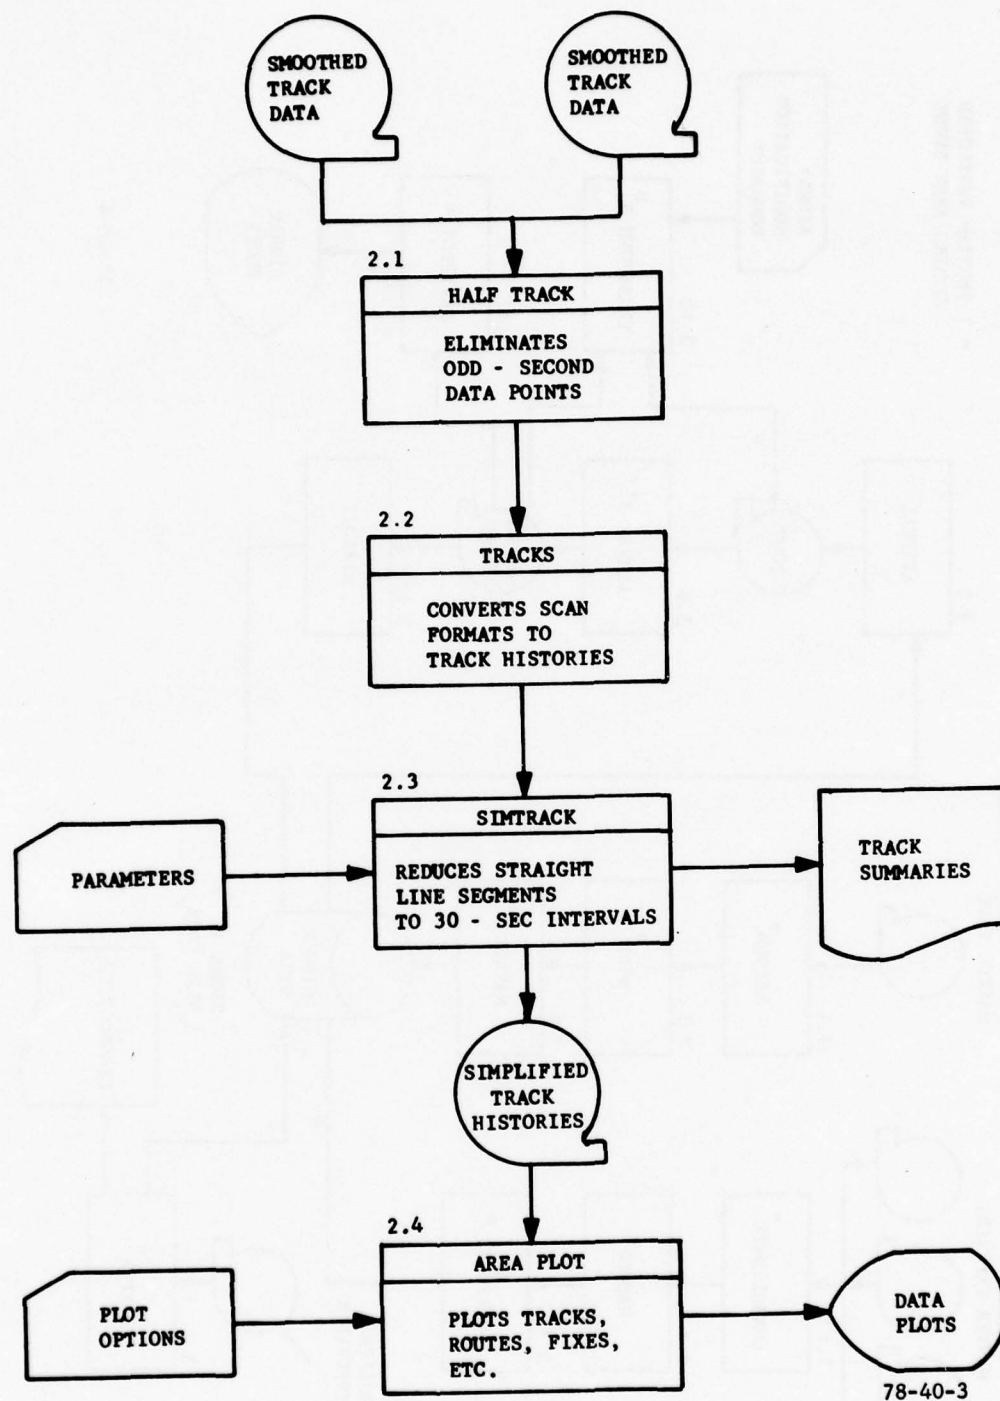 SMOOTHED
TRACK
DATA
SMOOTHED
TRACK
DATA
2.1
HALF TRACK
ELIMINATES
ODD - SECOND
DATA POINTS
2.2
TRACKS
CONVERTS SCAN
FORMATS TO
TRACK HISTORIES
2.3
SIMTRACK
PARAMETERS
REDUCES STRAIGHT
LINE SEGMENTS
TO 30 - SEC INTERVALS
TRACK
SUMMARIES
SIMPLIFIED
TRACK
HISTORIES
2.4
AREA PLOT
PLOT
OPTIONS
PLOTS TRACKS,
ROUTES, FIXES,
ETC.
DATA
PLOTS
78-40-3